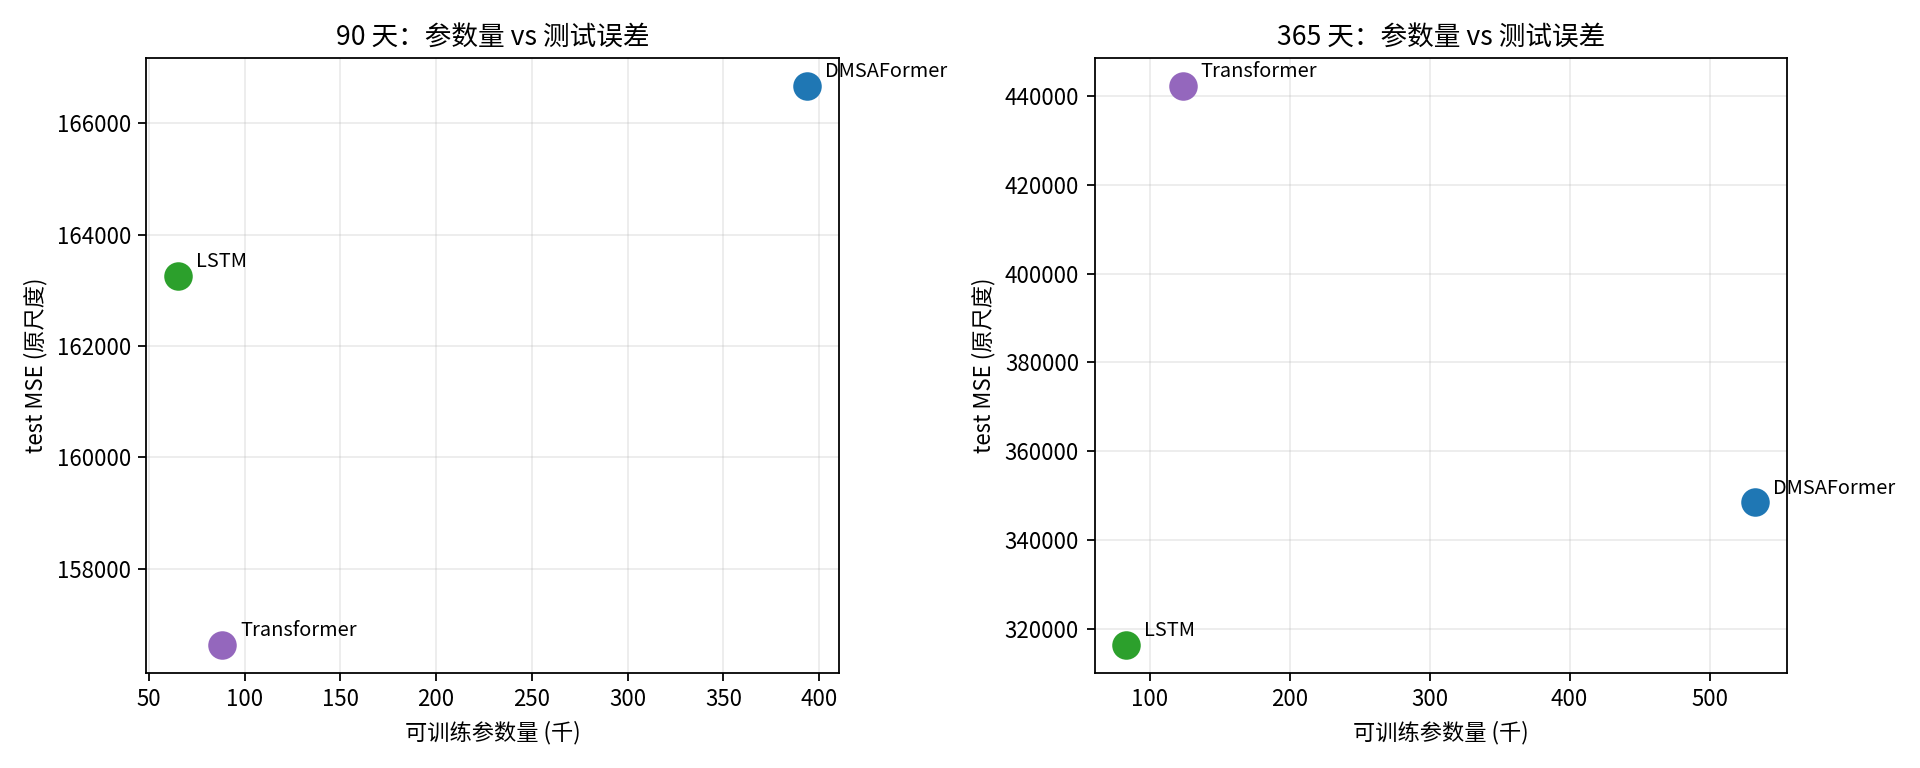 90 天：参数量 vs 测试误差
test MSE (原尺度)
166000
164000
162000
160000
158000
DMSAFormer
LSTM
Transformer
50 100 150 200 250 300 350 400
可训练参数量 (千)
365 天：参数量 vs 测试误差
test MSE (原尺度)
440000
420000
400000
380000
360000
340000
320000
Transformer
DMSAFormer
LSTM
100 200 300 400 500
可训练参数量 (千)